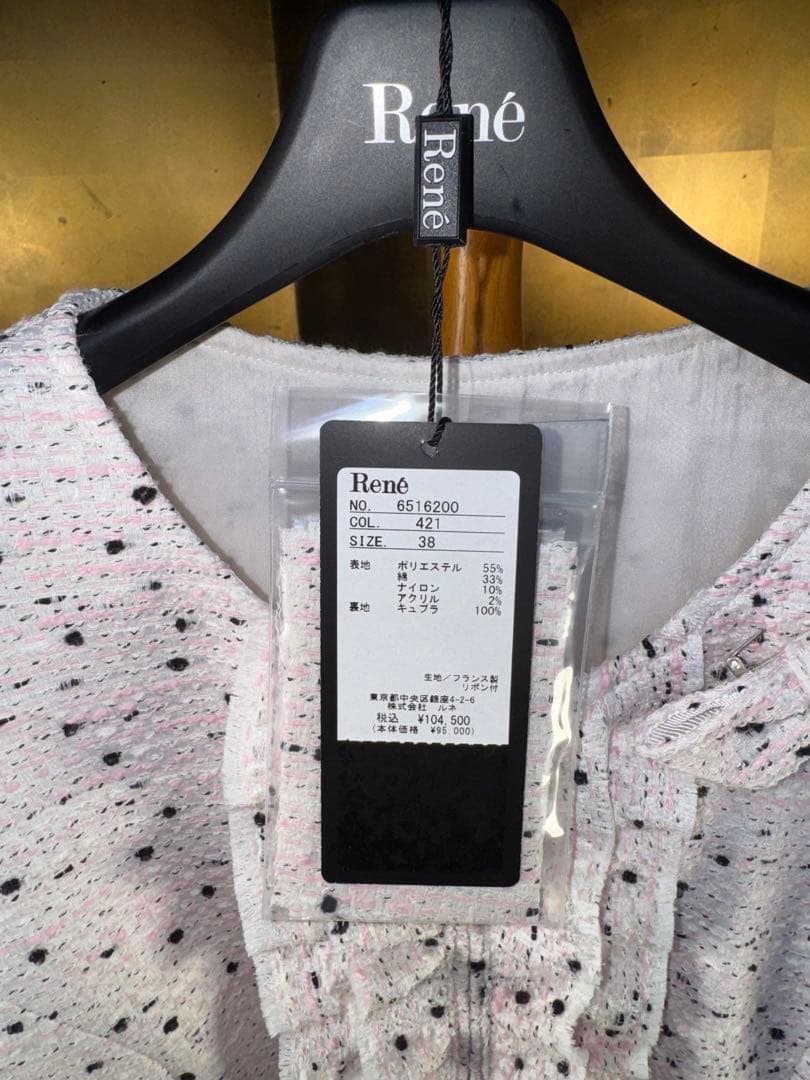 René
René
René
NO. 6516200
COL. 421
SIZE. 38
表地 ポリエステル 55%
綿 33%
ナイロン 10%
アクリル 2%
裏地 キュプラ 100%
生地/フランス製
リボン付
東京都中央区銀座4-2-6
株式会社 ルネ
税込 ¥104,500
(本体価格 ¥95,000)